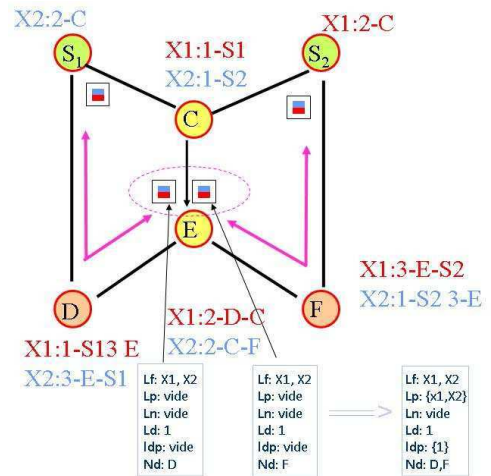 X2:2-C
X1:2-C
S1
S2
X1:1-S1
X2:1-S2
C
E
X1:3-E-S2
X2:1-S2 3-E
D
F
X1:2-D-C
X2:2-C-F
X1:1-S13 E
X2:3-E-S1
Lf: X1, X2
Lp: vide
Ln: vide
Ld: 1
ldp: vide
Nd: D
Lf: X1, X2
Lp: vide
Ln: vide
Ld: 1
ldp: vide
Nd: F
Lf: X1, X2
Lp: {x1,X2}
Ln: vide
Ld: 1
ldp: {1}
Nd: D,F